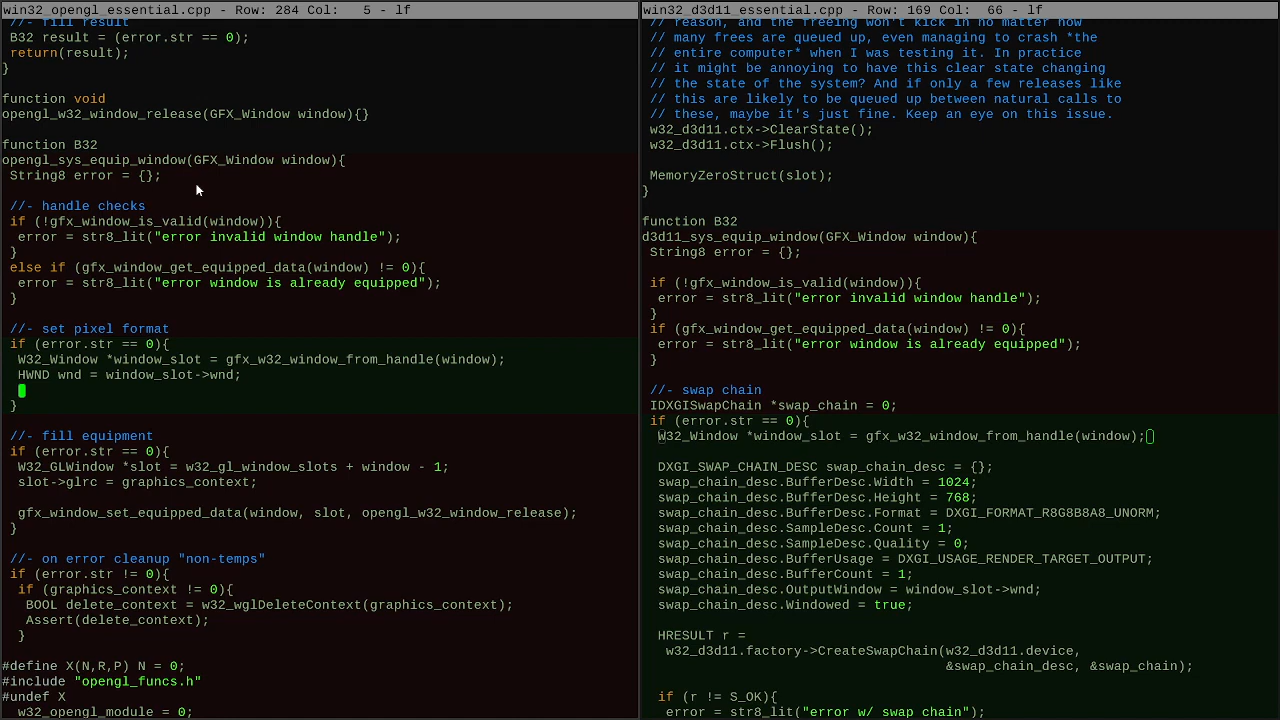 win32_opengl_essential.cpp - Row: 284 Col:   5 - lf
//- fill result
B32 result = (error.str == 0);
return(result);
}
function void
opengl_w32_window_release(GFX_Window window){}
function B32
opengl_sys_equip_window(GFX_Window window){
String8 error = {};
//- handle checks
if (!gfx_window_is_valid(window)){
error = str8_lit("error invalid window handle");
}
else if (gfx_window_get_equipped_data(window) != 0){
error = str8_lit("error window is already equipped");
}
//- set pixel format
if (error.str == 0){
W32_Window *window_slot = gfx_w32_window_from_handle(window);
HWND wnd = window_slot->wnd;
}
//- fill equipment
if (error.str == 0){
W32_GLWindow *slot = w32_gl_window_slots + window - 1;
slot->glrc = graphics_context;
gfx_window_set_equipped_data(window, slot, opengl_w32_window_release);
}
//- on error cleanup "non-temps"
if (error.str != 0){
if (graphics_context != 0){
BOOL delete_context = w32_wglDeleteContext(graphics_context);
Assert(delete_context);
}
#define X(N,R,P) N = 0;
#include "opengl_funcs.h"
#undef X
w32_opengl_module = 0;
win32_d3d11_essential.cpp - Row: 169 Col:  66 - lf
// reason, and the freeing won't kick in no matter how
// many frees are queued up, even managing to crash *the
// entire computer* when I was testing it. In practice
// it might be annoying to have this clear state changing
// the state of the system? And if only a few releases like
// this are likely to be queued up between natural calls to
// these, maybe it's just fine. Keep an eye on this issue.
w32_d3d11.ctx->ClearState();
w32_d3d11.ctx->Flush();
MemoryZeroStruct(slot);
}
function B32
d3d11_sys_equip_window(GFX_Window window){
String8 error = {};
if (!gfx_window_is_valid(window)){
error = str8_lit("error invalid window handle");
}
if (gfx_window_get_equipped_data(window) != 0){
error = str8_lit("error window is already equipped");
}
//- swap chain
IDXGISwapChain *swap_chain = 0;
if (error.str == 0){
W32_Window *window_slot = gfx_w32_window_from_handle(window);
DXGI_SWAP_CHAIN_DESC swap_chain_desc = {};
swap_chain_desc.BufferDesc.Width = 1024;
swap_chain_desc.BufferDesc.Height = 768;
swap_chain_desc.BufferDesc.Format = DXGI_FORMAT_R8G8B8A8_UNORM;
swap_chain_desc.SampleDesc.Count = 1;
swap_chain_desc.SampleDesc.Quality = 0;
swap_chain_desc.BufferUsage = DXGI_USAGE_RENDER_TARGET_OUTPUT;
swap_chain_desc.BufferCount = 1;
swap_chain_desc.OutputWindow = window_slot->wnd;
swap_chain_desc.Windowed = true;
HRESULT r =
w32_d3d11.factory->CreateSwapChain(w32_d3d11.device,
&swap_chain_desc, &swap_chain);
if (r != S_OK){
error = str8_lit("error w/ swap chain");